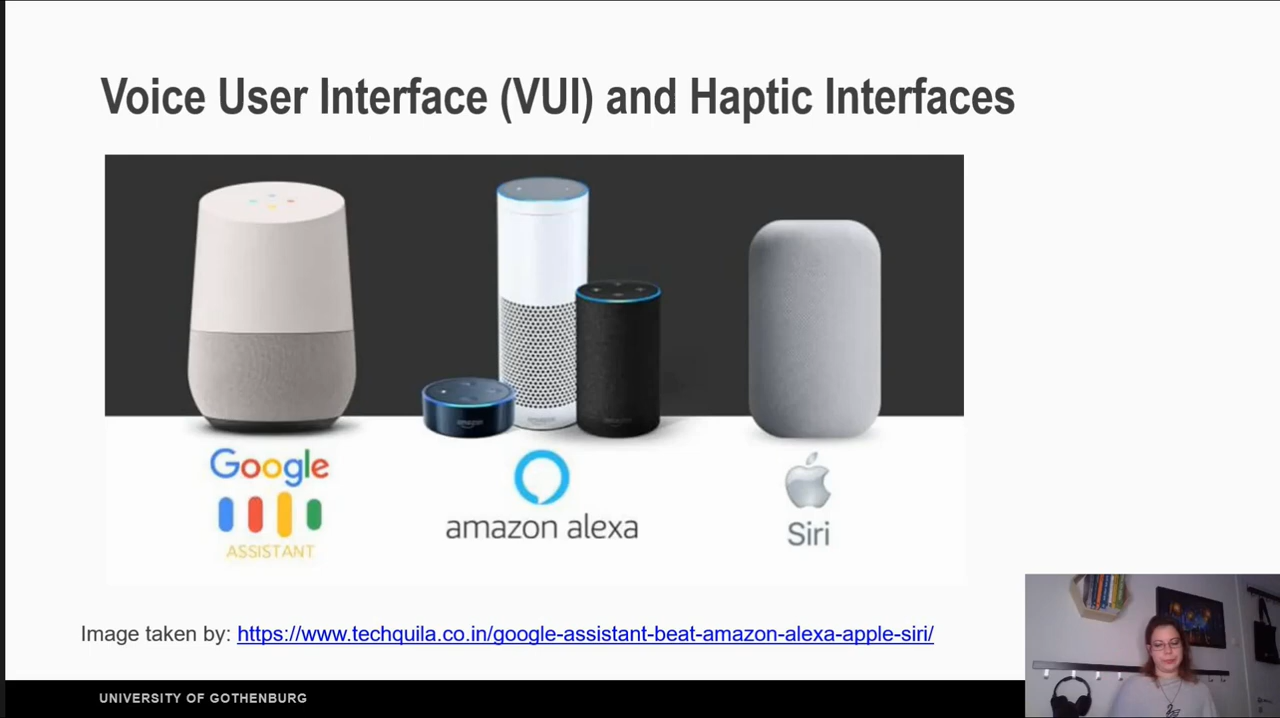 Voice User Interface (VUI) and Haptic Interfaces
Google
ASSISTANT
amazon alexa
Siri
Image taken by: https://www.techquila.co.in/google-assistant-beat-amazon-alexa-apple-siri/
UNIVERSITY OF GOTHENBURG